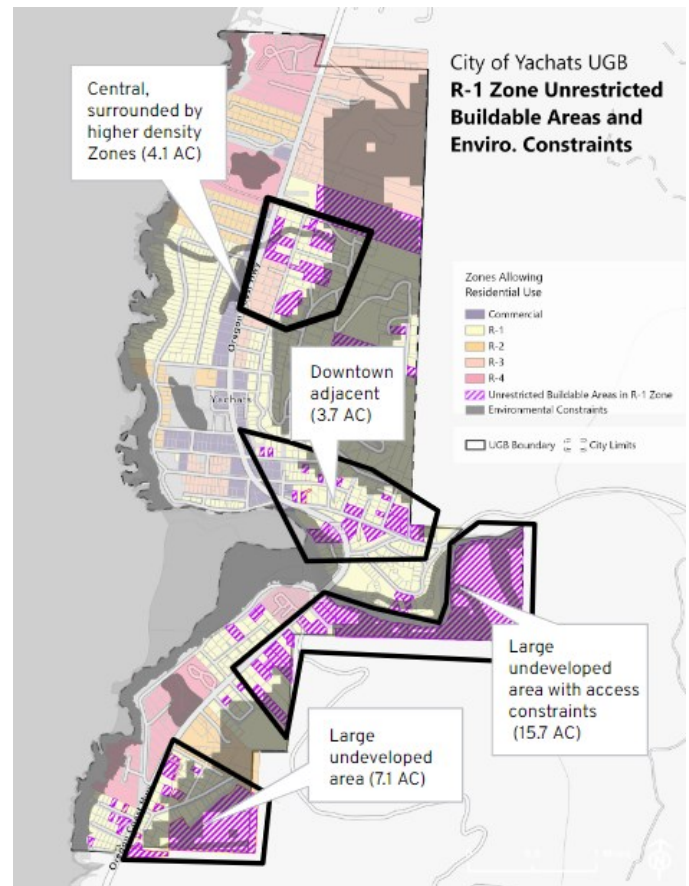 City of Yachats UGB
R-1 Zone Unrestricted
Buildable Areas and
Enviro. Constraints
Central,
surrounded by
higher density
Zones (4.1 AC)
Zones Allowing
Residential Use
Commercial
R-1
R-2
R-3
R-4
Unrestricted Buildable Areas in R-1 Zone
Environmental Constraints
UGB Boundary
City Limits
Downtown
adjacent
(3.7 AC)
Yachats
Large
undeveloped
area with access
constraints
(15.7 AC)
Large
undeveloped
area (7.1 AC)